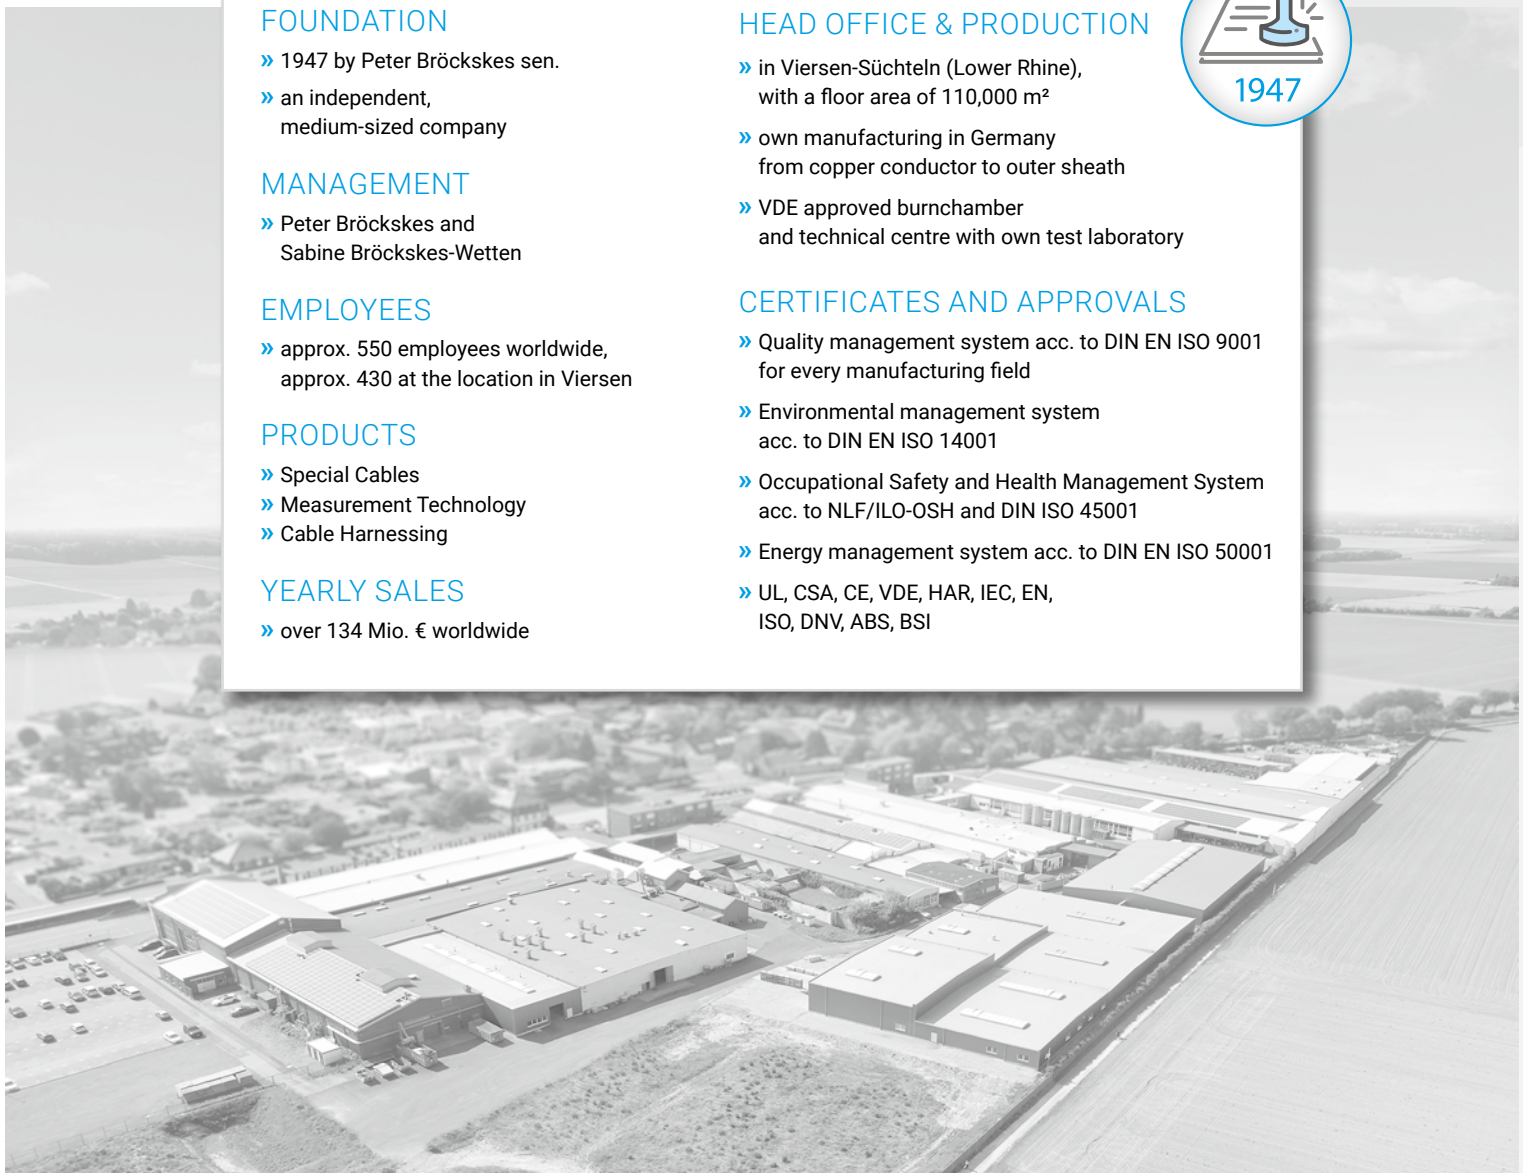 FOUNDATION
» 1947 by Peter Bröckskes sen.
» an independent,
medium-sized company
MANAGEMENT
» Peter Bröckskes and
Sabine Bröckskes-Wetten
EMPLOYEES
» approx. 550 employees worldwide,
approx. 430 at the location in Viersen
PRODUCTS
» Special Cables
» Measurement Technology
» Cable Harnessing
YEARLY SALES
» over 134 Mio. € worldwide
HEAD OFFICE & PRODUCTION
» in Viersen-Süchteln (Lower Rhine),
with a floor area of 110,000 m²
» own manufacturing in Germany
from copper conductor to outer sheath
» VDE approved burnchamber
and technical centre with own test laboratory
CERTIFICATES AND APPROVALS
» Quality management system acc. to DIN EN ISO 9001
for every manufacturing field
» Environmental management system
acc. to DIN EN ISO 14001
» Occupational Safety and Health Management System
acc. to NLF/ILO-OSH and DIN ISO 45001
» Energy management system acc. to DIN EN ISO 50001
» UL, CSA, CE, VDE, HAR, IEC, EN,
ISO, DNV, ABS, BSI
1947